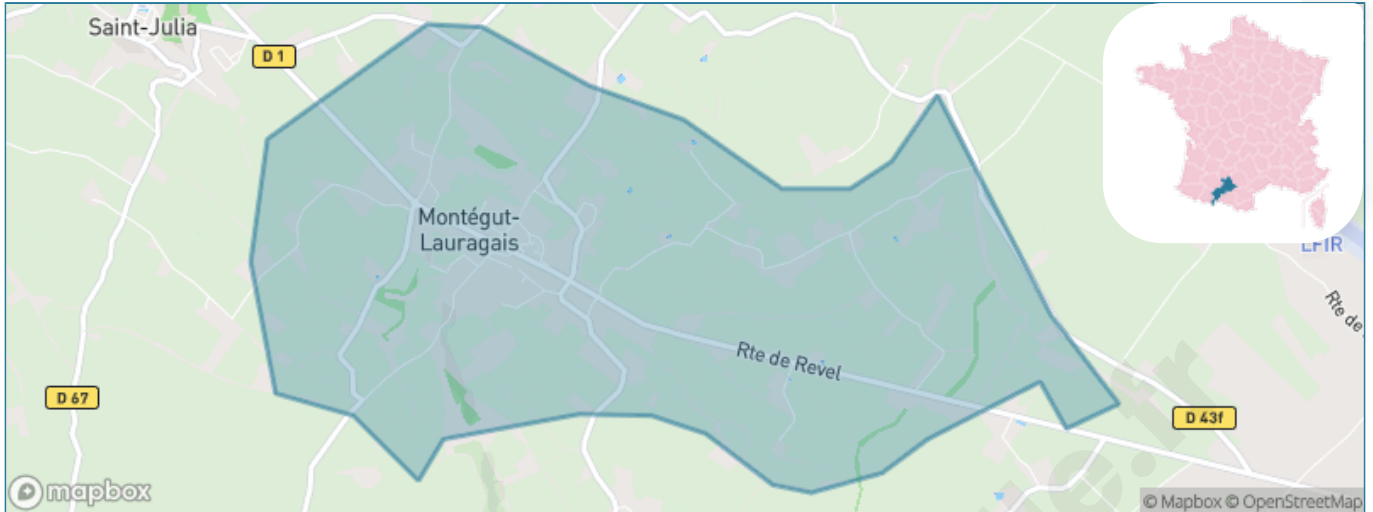 Saint-Julia
D 1
Montégut-
Lauragais
LFIR
Rte de
Rte de Revel
D 67
D 43f
mapbox
© Mapbox © OpenStreetMap